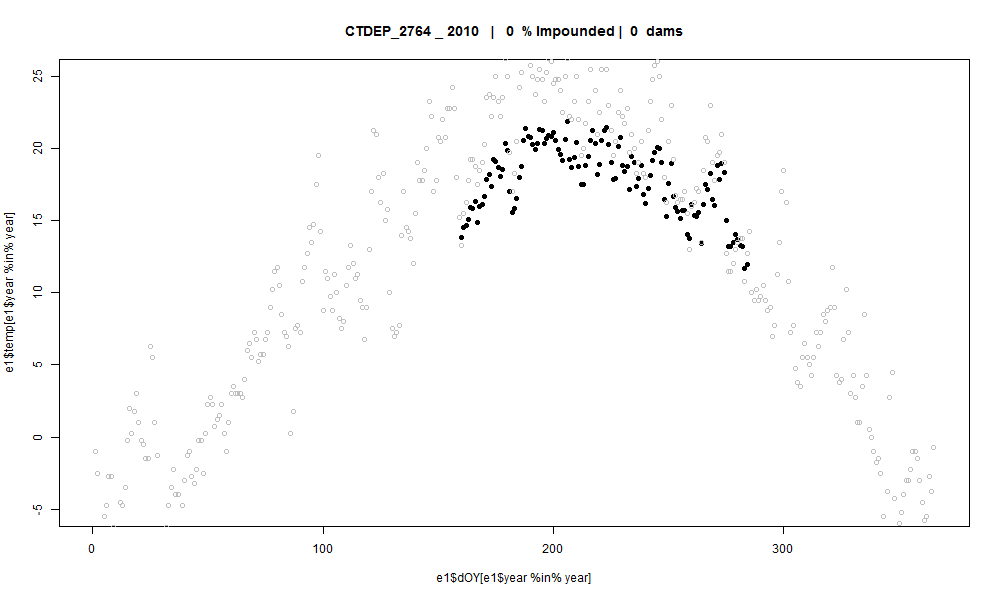 CTDEP_2764 _ 2010 | 0 % Impounded | 0 dams
e1$temp[e1$year %in% year]
25
20
15
10
5
0
-5
0 100 200 300
e1$dOY[e1$year %in% year]